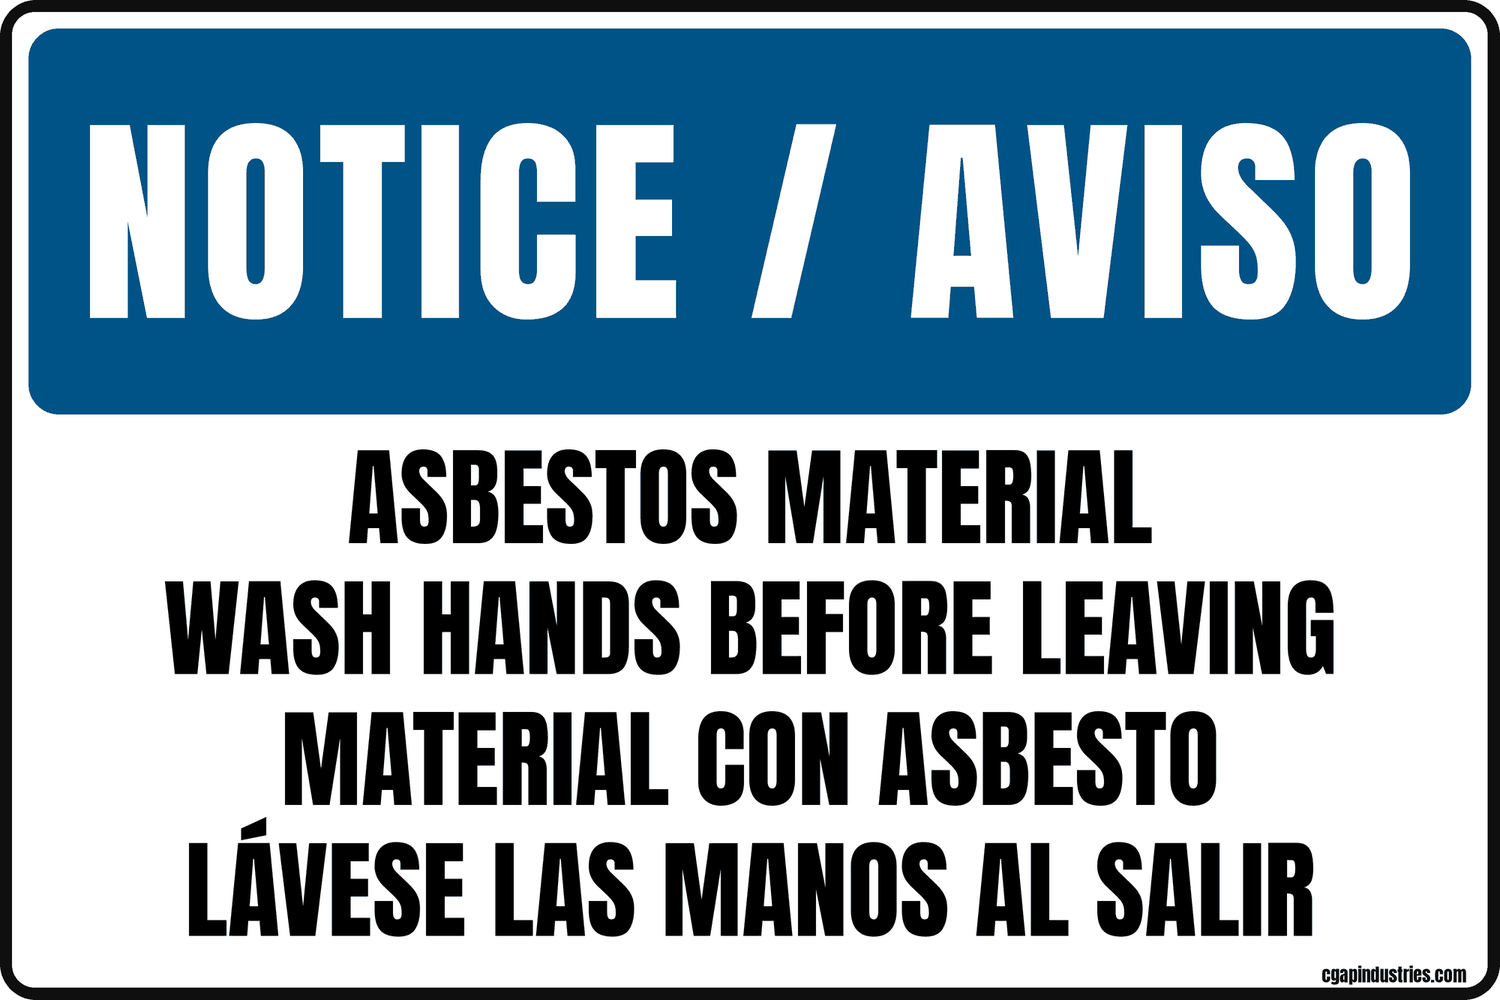 NOTICE / AVISO
ASBESTOS MATERIAL
WASH HANDS BEFORE LEAVING
MATERIAL CON ASBESTO
LÁVESE LAS MANOS AL SALIR
cgapindustries.com